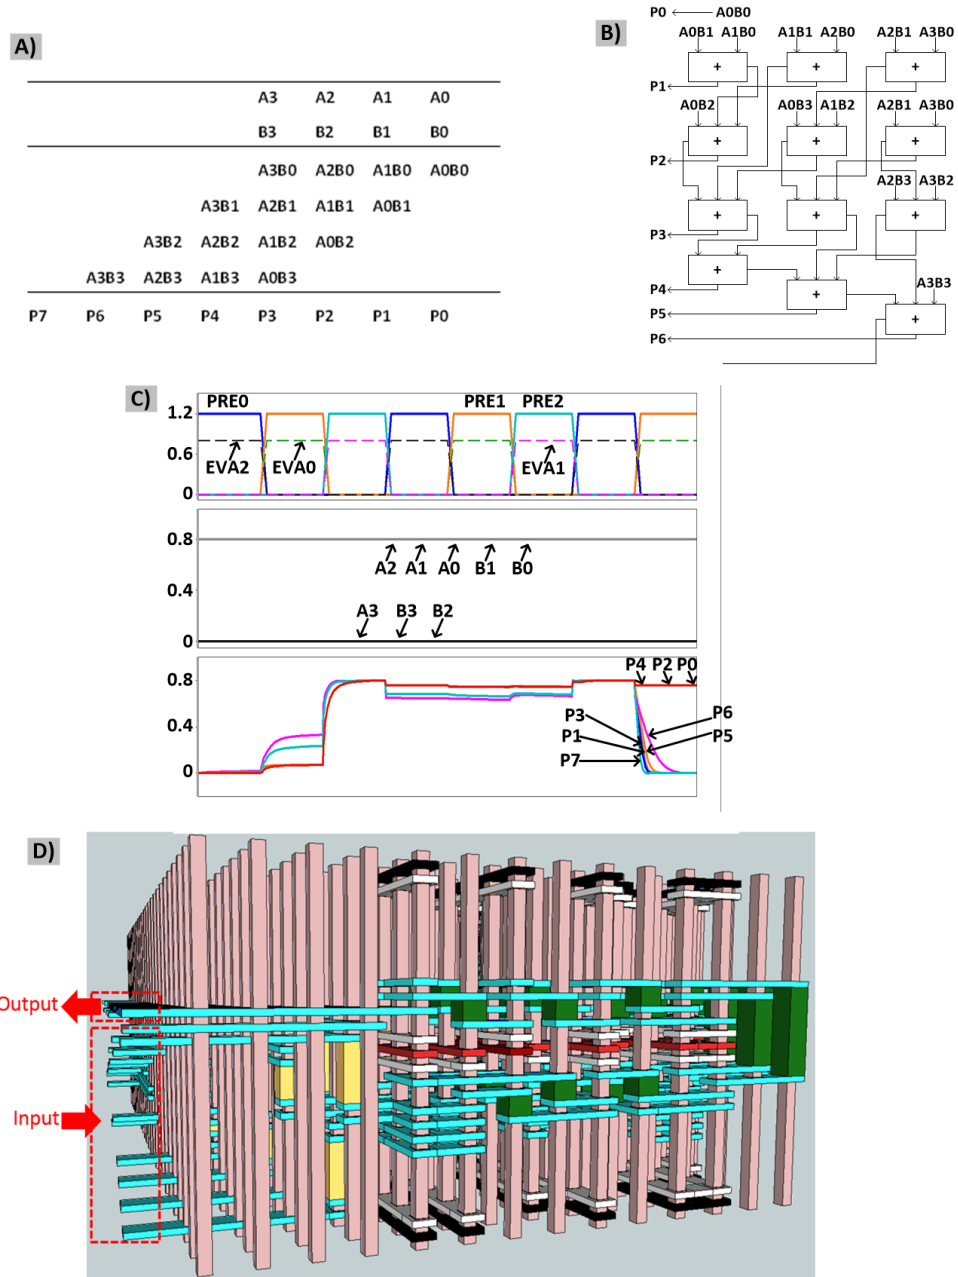 A)
A3 A2 A1 A0
B3 B2 B1 B0
A3B0 A2B0 A1B0 A0B0
A3B1 A2B1 A1B1 A0B1
A3B2 A2B2 A1B2 A0B2
A3B3 A2B3 A1B3 A0B3
P7 P6 P5 P4 P3 P2 P1 P0
B)
P0 A0B0
A0B1 A1B0 A1B1 A2B0 A2B1 A3B0
+ + +
P1
A0B2 A0B3 A1B2 A2B1 A3B0
+ + +
P2
A2B3 A3B2
+ + +
P3
+
A3B3
P4
+
P5
+
P6
C)
PRE0 PRE1 PRE2
1.2
0.6
EVA2 EVA0 EVA1
0
0.8
A2 A1 A0 B1 B0
0.4
A3 B3 B2
0
P4 P2 P0
0.8
P3 P6
0.4
P1 P5
P7
0
D)
Output
Input